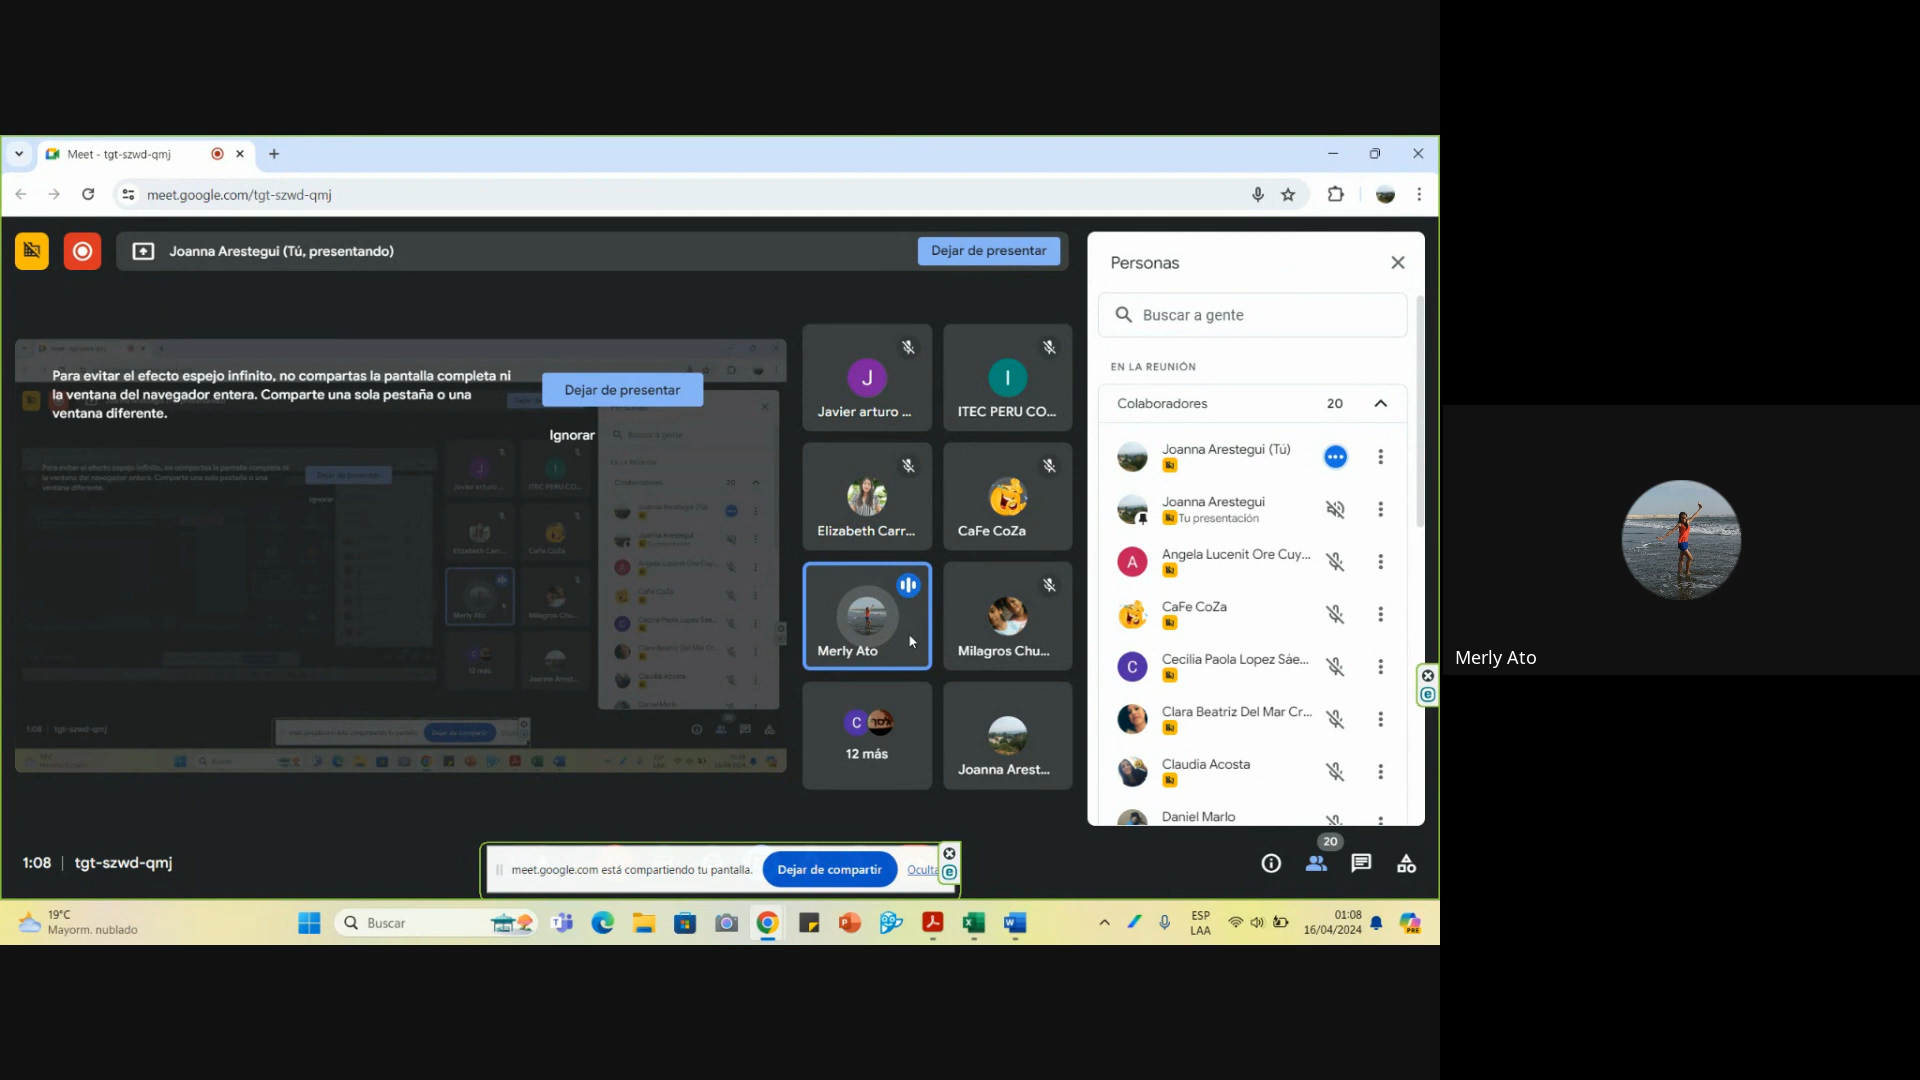 Meet - tgt-szwd-qmj
meet.google.com/tgt-szwd-qmj
Joanna Arestegui (Tú, presentando)
Dejar de presentar
Para evitar el efecto espejo infinito, no compartas la pantalla completa ni
la ventana del navegador entera. Comparte una sola pestaña o una
ventana diferente.
Dejar de presentar
Ignorar
J
Javier arturo ...
I
ITEC PERU CO...
Elizabeth Carr...
CaFe CoZa
Merly Ato
Milagros Chu...
C
12 más
Joanna Arest...
Personas
Buscar a gente
EN LA REUNIÓN
Colaboradores
20
Joanna Arestegui (Tú)
Joanna Arestegui
Tu presentación
A
Angela Lucenit Ore Cuy...
CaFe CoZa
C
Cecilia Paola Lopez Sáe...
Clara Beatriz Del Mar Cr...
Claudia Acosta
Daniel Marlo
1:08 | tgt-szwd-qmj
meet.google.com está compartiendo tu pantalla.
Dejar de compartir
Oculta
20
19°C
Mayorm. nublado
Buscar
ESP
LAA
01:08
16/04/2024
Merly Ato